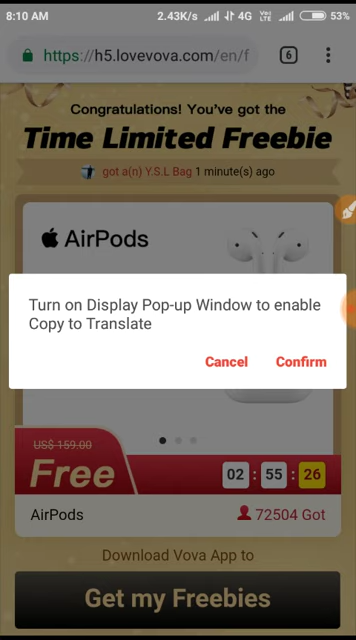 8:10 AM 2.43K/s 4G VoLTE 53%
https://h5.lovevova.com/en/f 6
Congratulations! You've got the
Time Limited Freebie
got a(n) Y.S.L Bag 1 minute(s) ago
AirPods
Turn on Display Pop-up Window to enable
Copy to Translate
Cancel Confirm
US$ 159.00
Free 02 : 55 : 26
AirPods 72504 Got
Download Vova App to
Get my Freebies